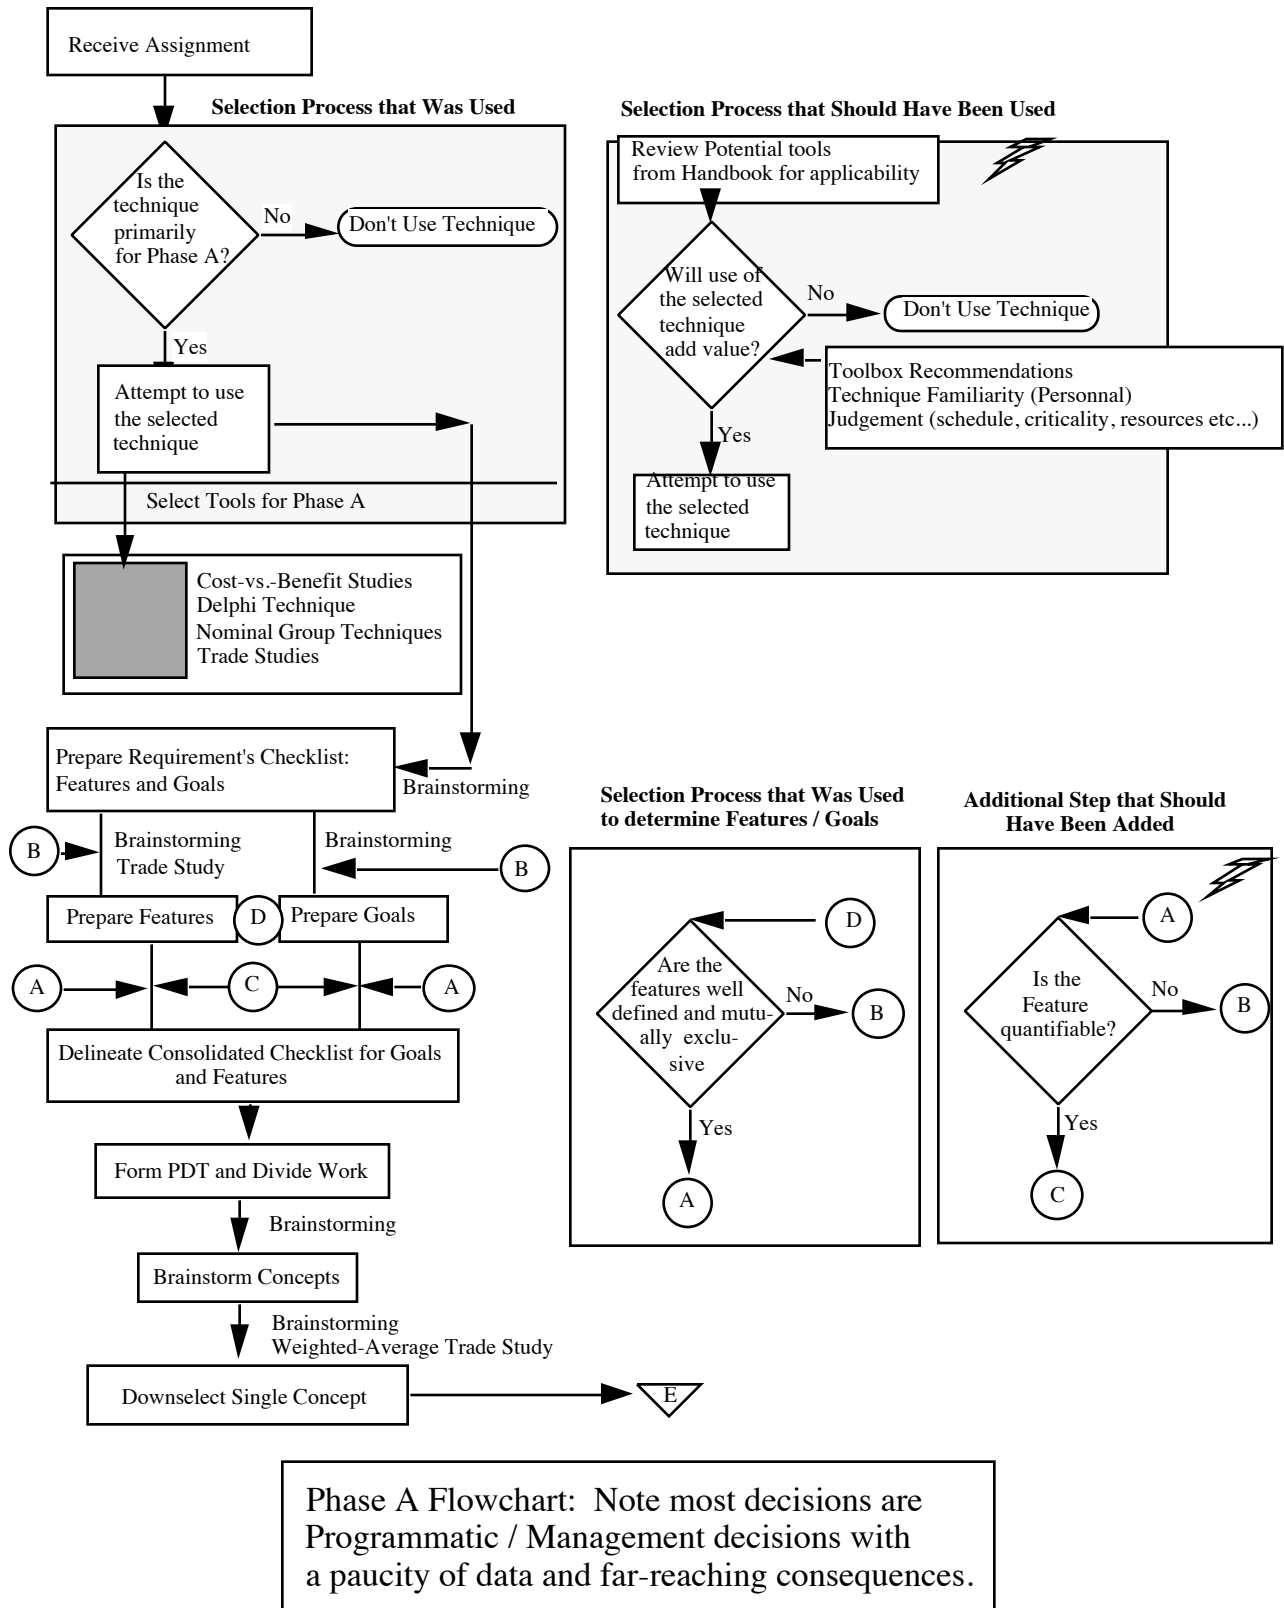 Receive Assignment
Selection Process that Was Used
Is the
technique
primarily
for Phase A?
No
Don't Use Technique
Yes
Attempt to use
the selected
technique
Select Tools for Phase A
Cost-vs.-Benefit Studies
Delphi Technique
Nominal Group Techniques
Trade Studies
Selection Process that Should Have Been Used
Review Potential tools
from Handbook for applicability
Will use of
the selected
technique
add value?
No
Don't Use Technique
Toolbox Recommendations
Technique Familiarity (Personnal)
Judgement (schedule, criticality, resources etc...)
Yes
Attempt to use
the selected
technique
Prepare Requirement's Checklist:
Features and Goals
Brainstorming
B
Brainstorming
Trade Study
Brainstorming
B
Prepare Features
D
Prepare Goals
A
C
A
Delineate Consolidated Checklist for Goals
and Features
Form PDT and Divide Work
Brainstorming
Brainstorm Concepts
Brainstorming
Weighted-Average Trade Study
Downselect Single Concept
E
Selection Process that Was Used
to determine Features / Goals
D
Are the
features well
defined and mutu-
ally exclu-
sive
No
B
Yes
A
Additional Step that Should
Have Been Added
A
Is the
Feature
quantifiable?
No
B
Yes
C
Phase A Flowchart: Note most decisions are
Programmatic / Management decisions with
a paucity of data and far-reaching consequences.